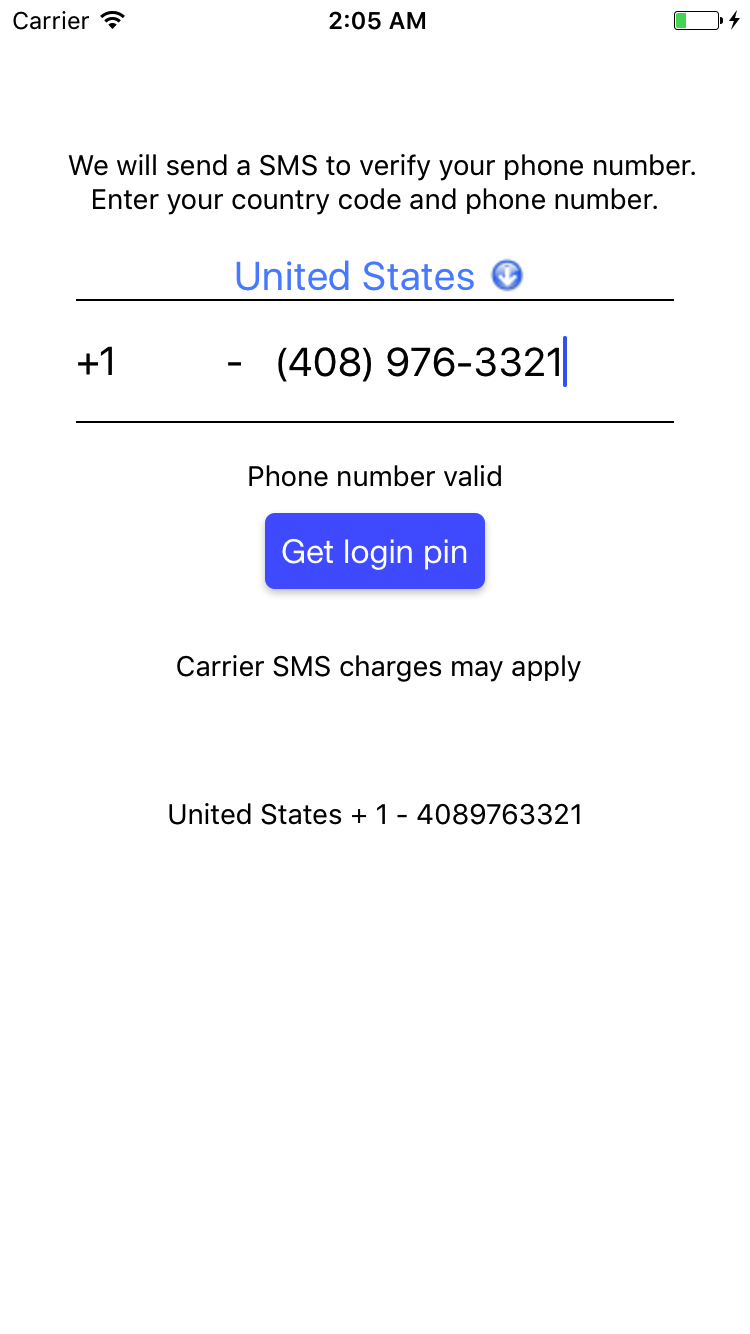 Carrier 2:05 AM
We will send a SMS to verify your phone number.
Enter your country code and phone number.
United States
+1 - (408) 976-3321
Phone number valid
Get login pin
Carrier SMS charges may apply
United States + 1 - 4089763321